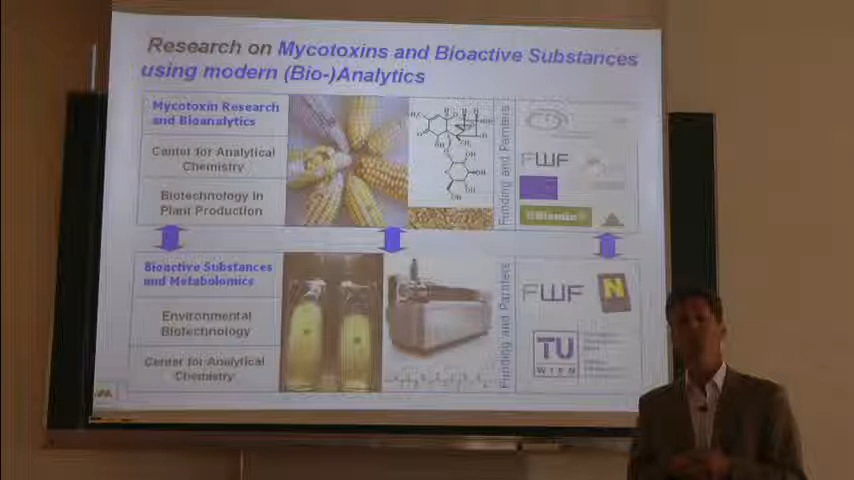 Research on Mycotoxins and Bioactive Substances
using modern (Bio-)Analytics
Mycotoxin Research
and Bioanalytics
Center for Analytical
Chemistry
Biotechnology in
Plant Production
Funding and Partners
FWF
Biomin
Bioactive Substances
and Metabolomics
Environmental
Biotechnology
Center for Analytical
Chemistry
Funding and Partners
FWF
N
TU
WIEN